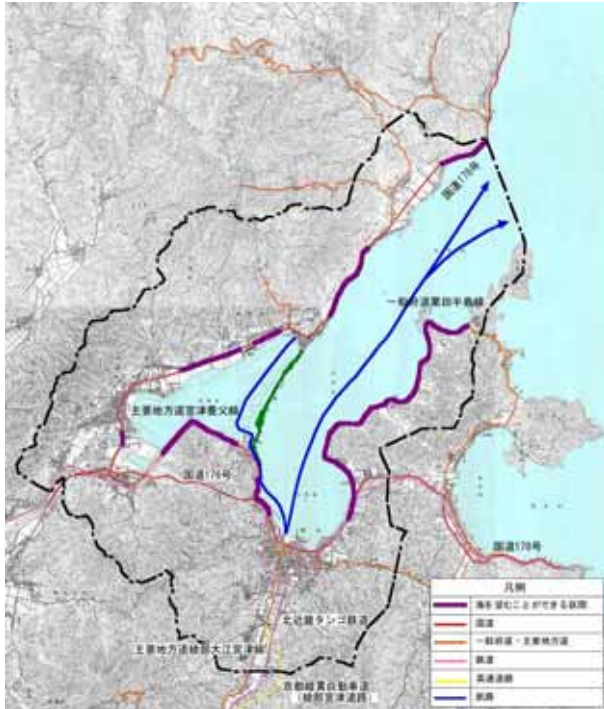 国道178号
一般府道栗田半島線
主要地方道宮津養父線
国道176号
国道178号
北近畿タンゴ鉄道
主要地方道綾部大江宮津線
京都縦貫自動車道
(綾部宮津道路)
凡例
海を望むことができる区間
国道
一般府道・主要地方道
鉄道
高速道路
航路